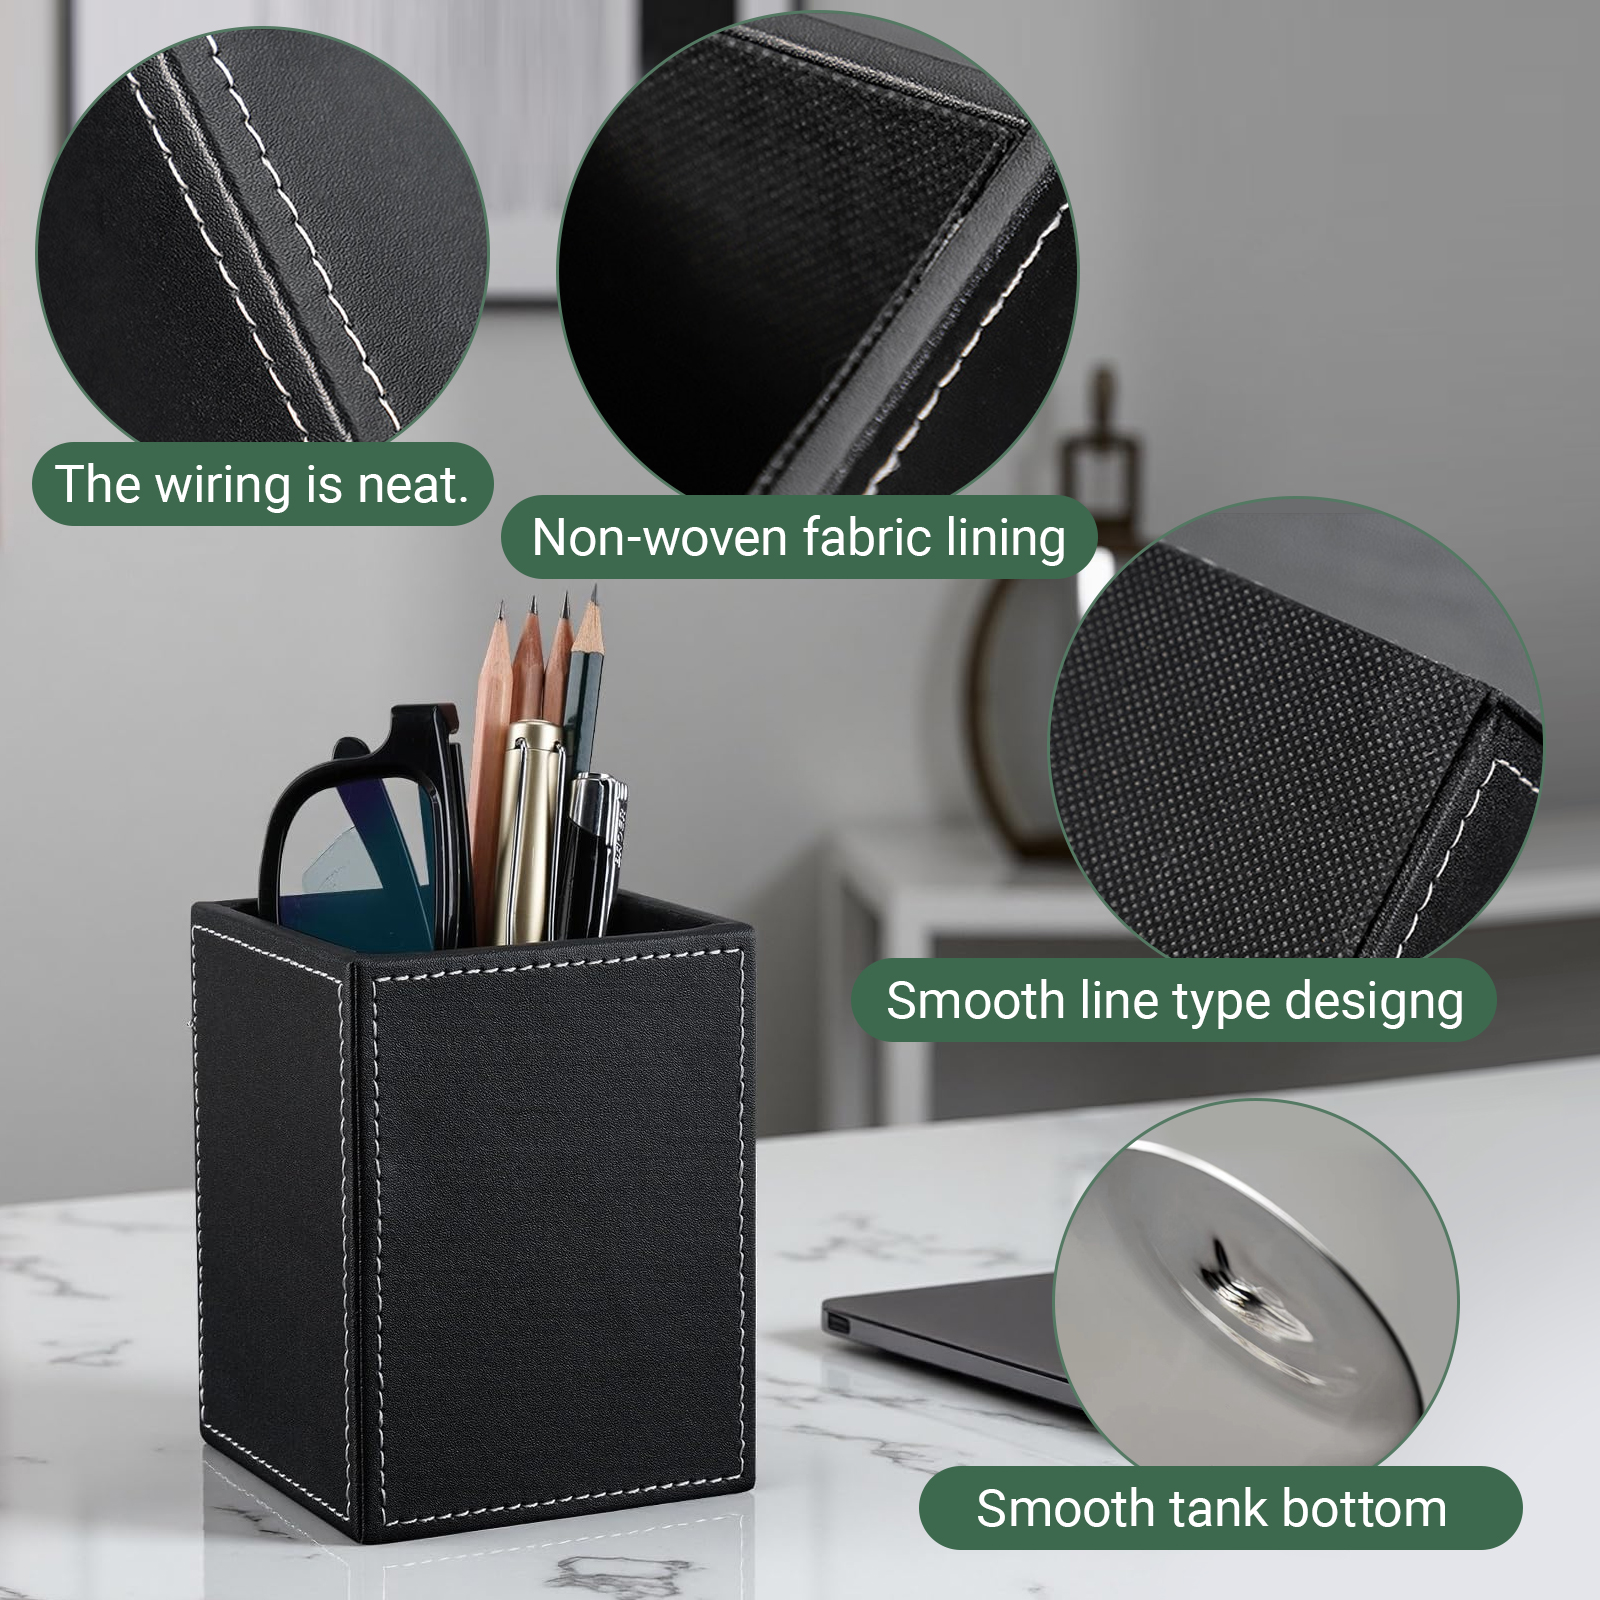 The wiring is neat.
Non-woven fabric lining
Smooth line type designg
Smooth tank bottom